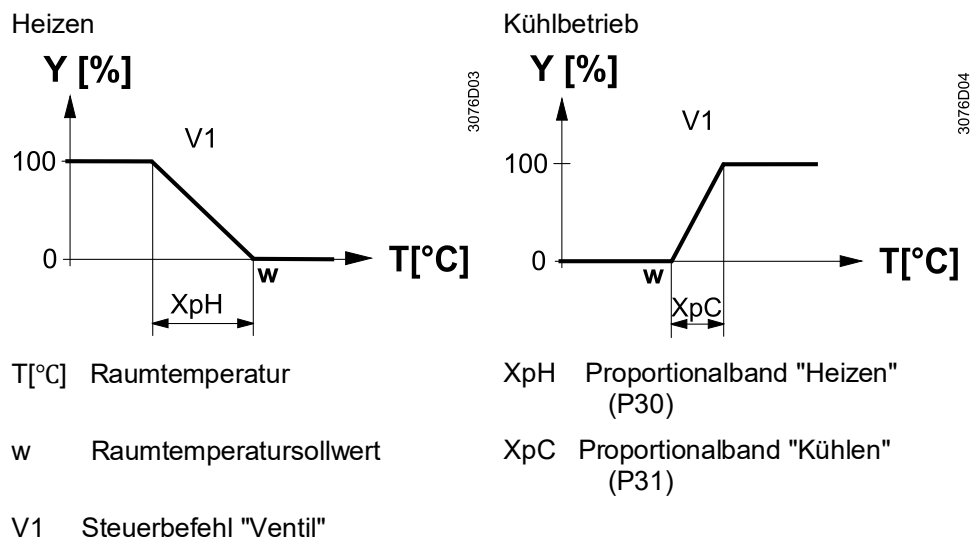 Heizen
Y [%]
3076D03
V1
100
0
w
T[°C]
XpH
Kühlbetrieb
Y [%]
3076D04
V1
100
0
w
T[°C]
XpC
T[°C] Raumtemperatur
w Raumtemperatursollwert
V1 Steuerbefehl "Ventil"
XpH Proportionalband "Heizen"
(P30)
XpC Proportionalband "Kühlen"
(P31)